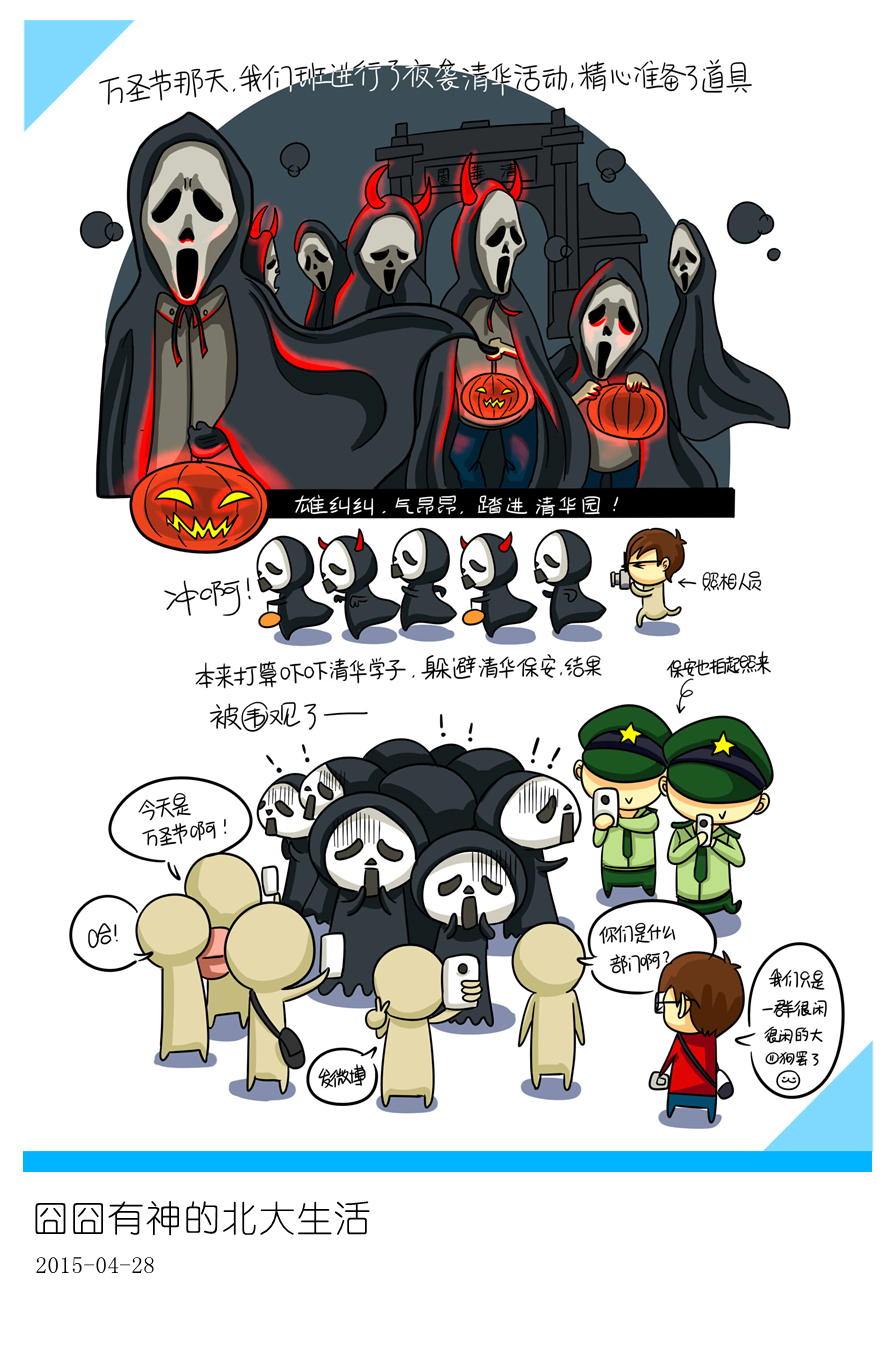 万圣节那天,我们班进行了夜袭清华活动,精心准备了道具
清華園
雄纠纠,气昂昂,踏进清华园!
冲啊!
照相人员
本来打算吓吓清华学子,躲避清华保安,结果
被围观了——
保安也拍起照来
!!
!!
!!
今天是
万圣节啊!
哈!
你们是什么
部门啊?
我们只是
一群很闲
很闲的大
四狗罢了
发微博
囧囧有神的北大生活
2015-04-28